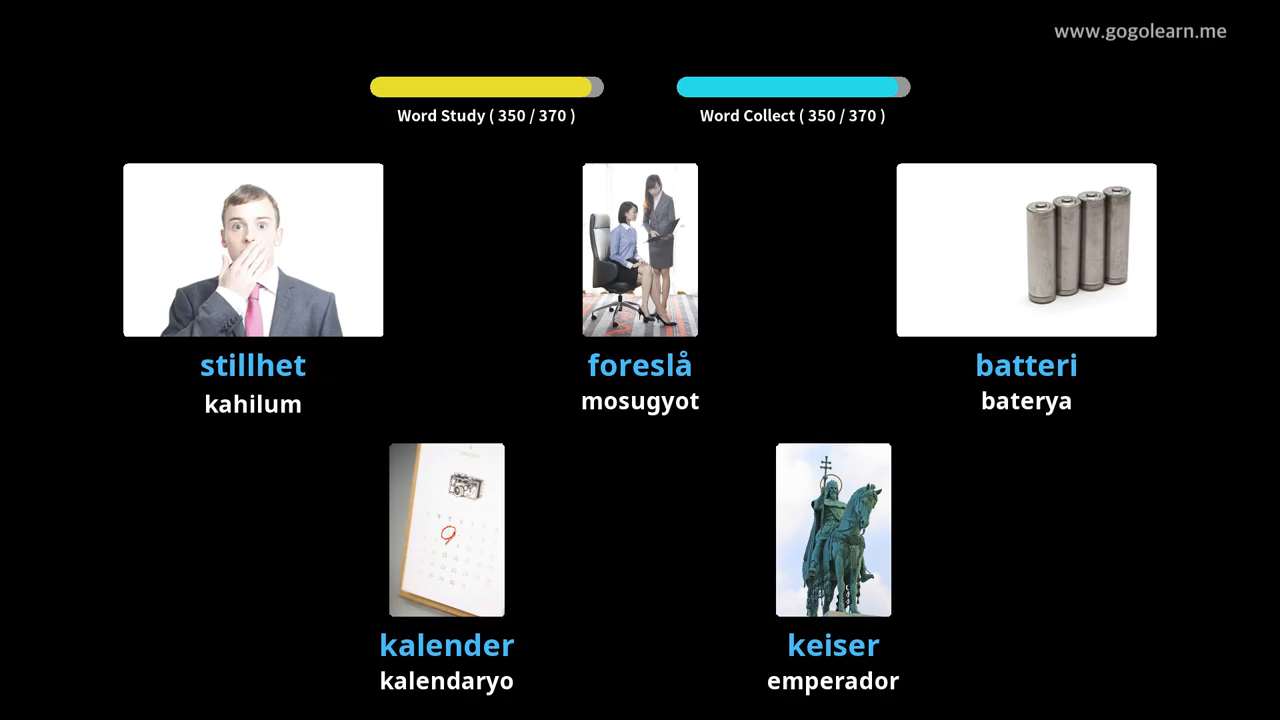 www.gogolearn.me
Word Study ( 350 / 370 )
Word Collect ( 350 / 370 )
stillhet
kahilum
foreslå
mosugyot
batteri
baterya
kalender
kalendaryo
keiser
emperador